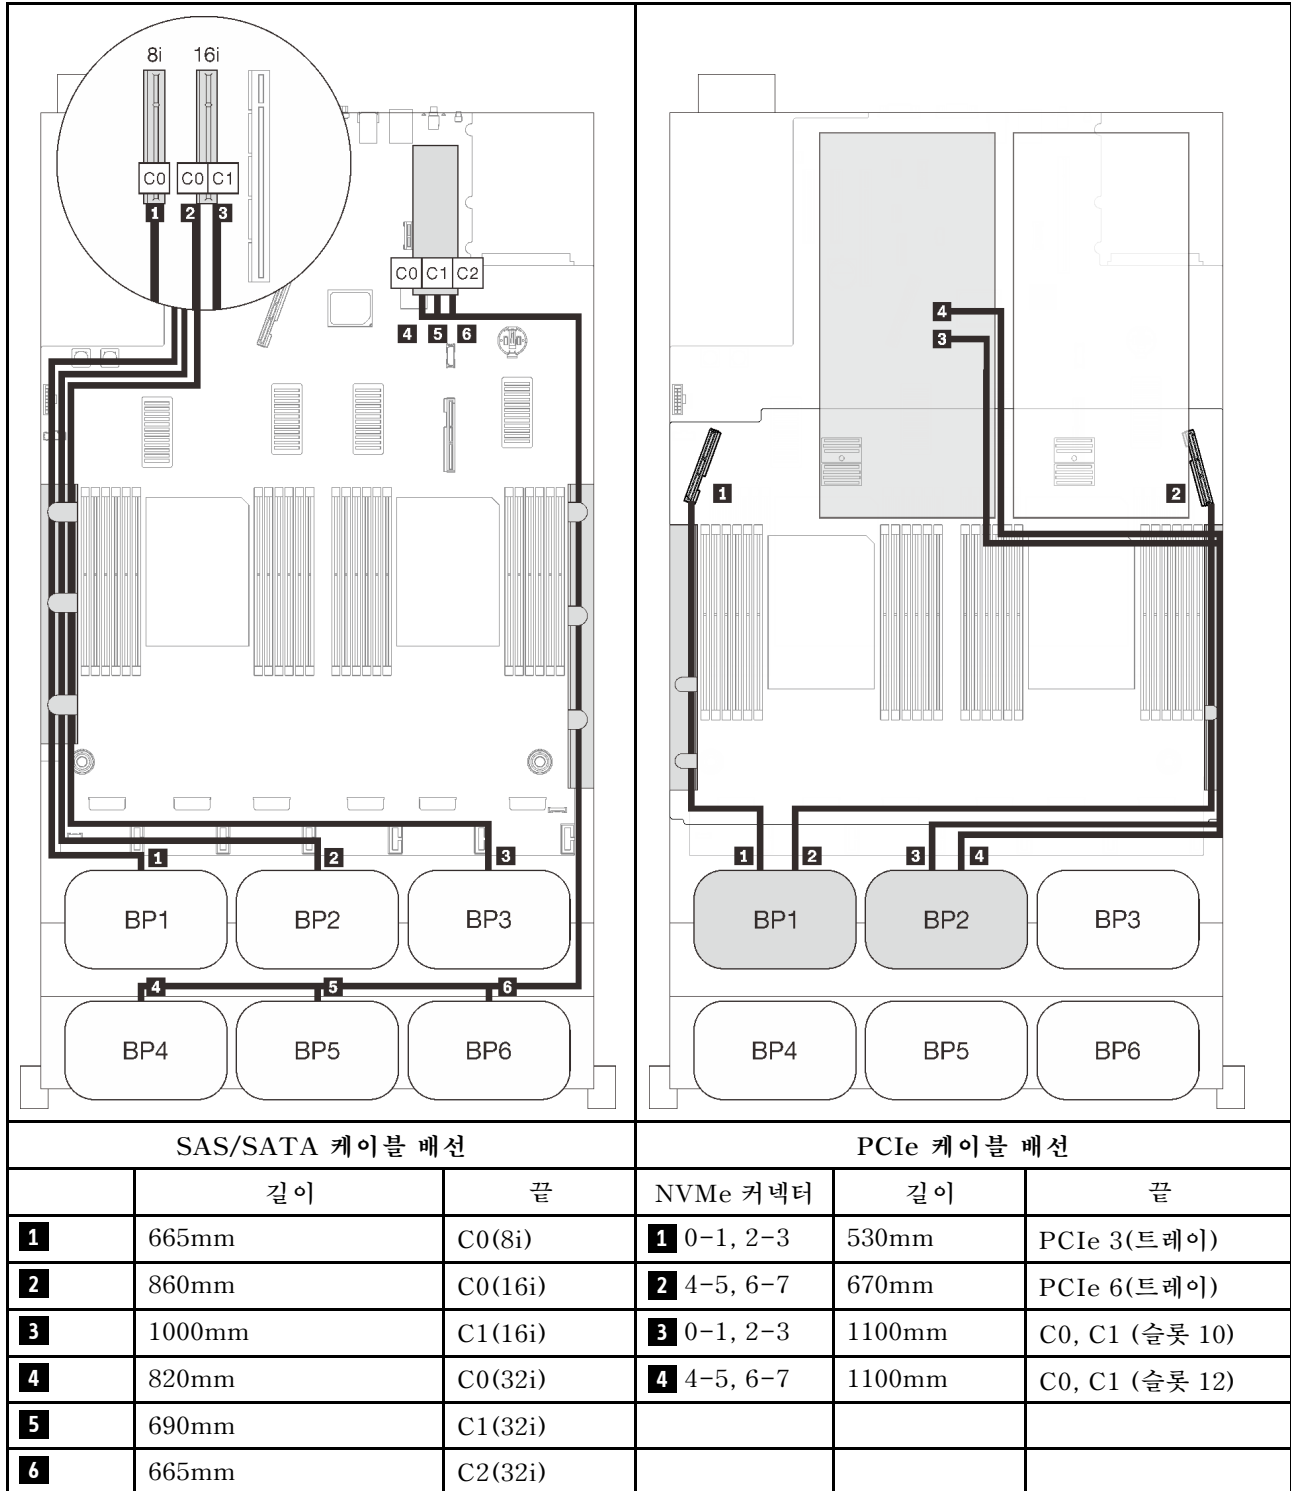 8i 16i
C0 C0 C1
1 2 3
C0 C1 C2
4 5 6
1 2 3
BP1 BP2 BP3
4 5 6
BP4 BP5 BP6
4
3
1 2
1 2 3 4
BP1 BP2 BP3
BP4 BP5 BP6
SAS/SATA 케이블 배선 PCIe 케이블 배선
길이 끝 NVMe 커넥터 길이 끝
1 665mm C0(8i) 1 0-1, 2-3 530mm PCIe 3(트레이)
2 860mm C0(16i) 2 4-5, 6-7 670mm PCIe 6(트레이)
3 1000mm C1(16i) 3 0-1, 2-3 1100mm C0, C1 (슬롯 10)
4 820mm C0(32i) 4 4-5, 6-7 1100mm C0, C1 (슬롯 12)
5 690mm C1(32i)
6 665mm C2(32i)